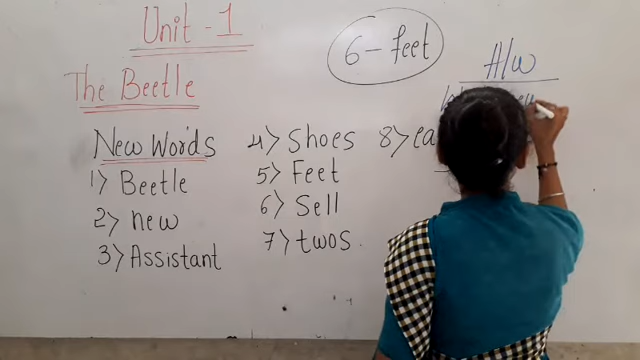 Unit - 1
The Beetle
6 - feet
H/w
New Words
1> Beetle
2> new
3> Assistant
4> Shoes
5> Feet
6> Sell
7> twos.
8>